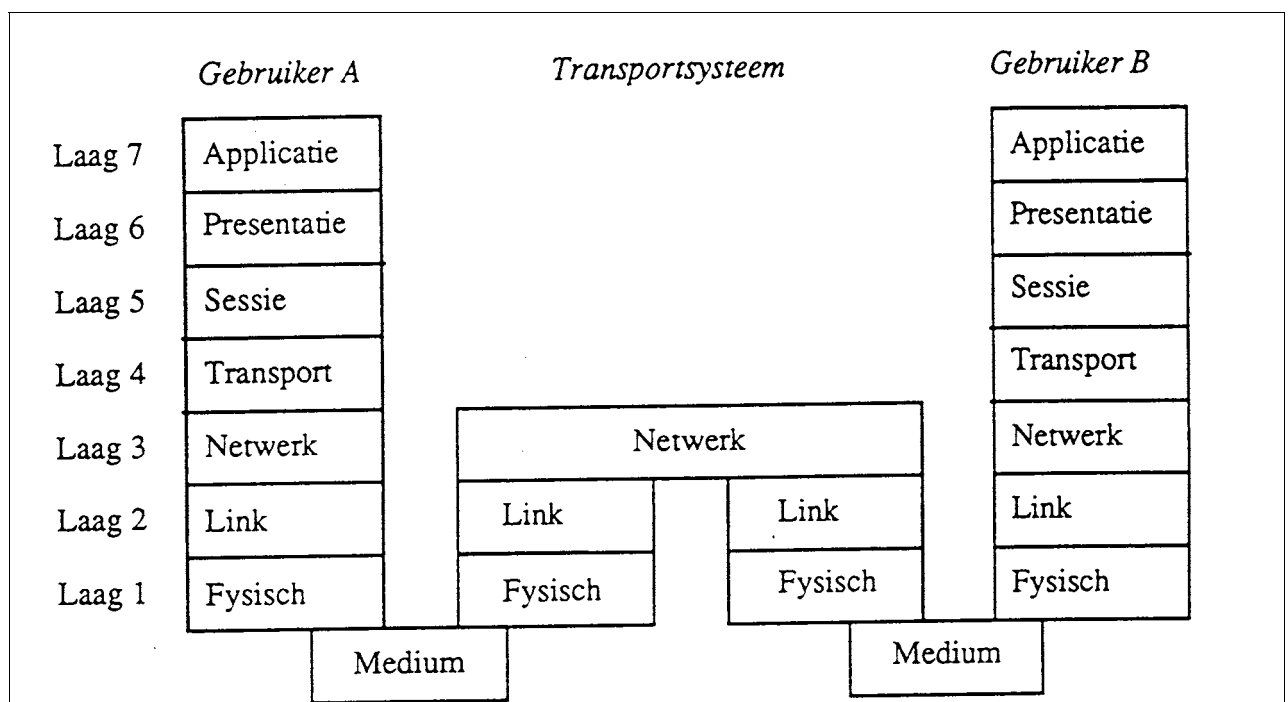 Gebruiker A Transportsysteem Gebruiker B
Laag 7 Applicatie Applicatie
Laag 6 Presentatie Presentatie
Laag 5 Sessie Sessie
Laag 4 Transport Transport
Laag 3 Netwerk Netwerk Netwerk
Laag 2 Link Link Link Link
Laag 1 Fysisch Fysisch Fysisch Fysisch
Medium Medium